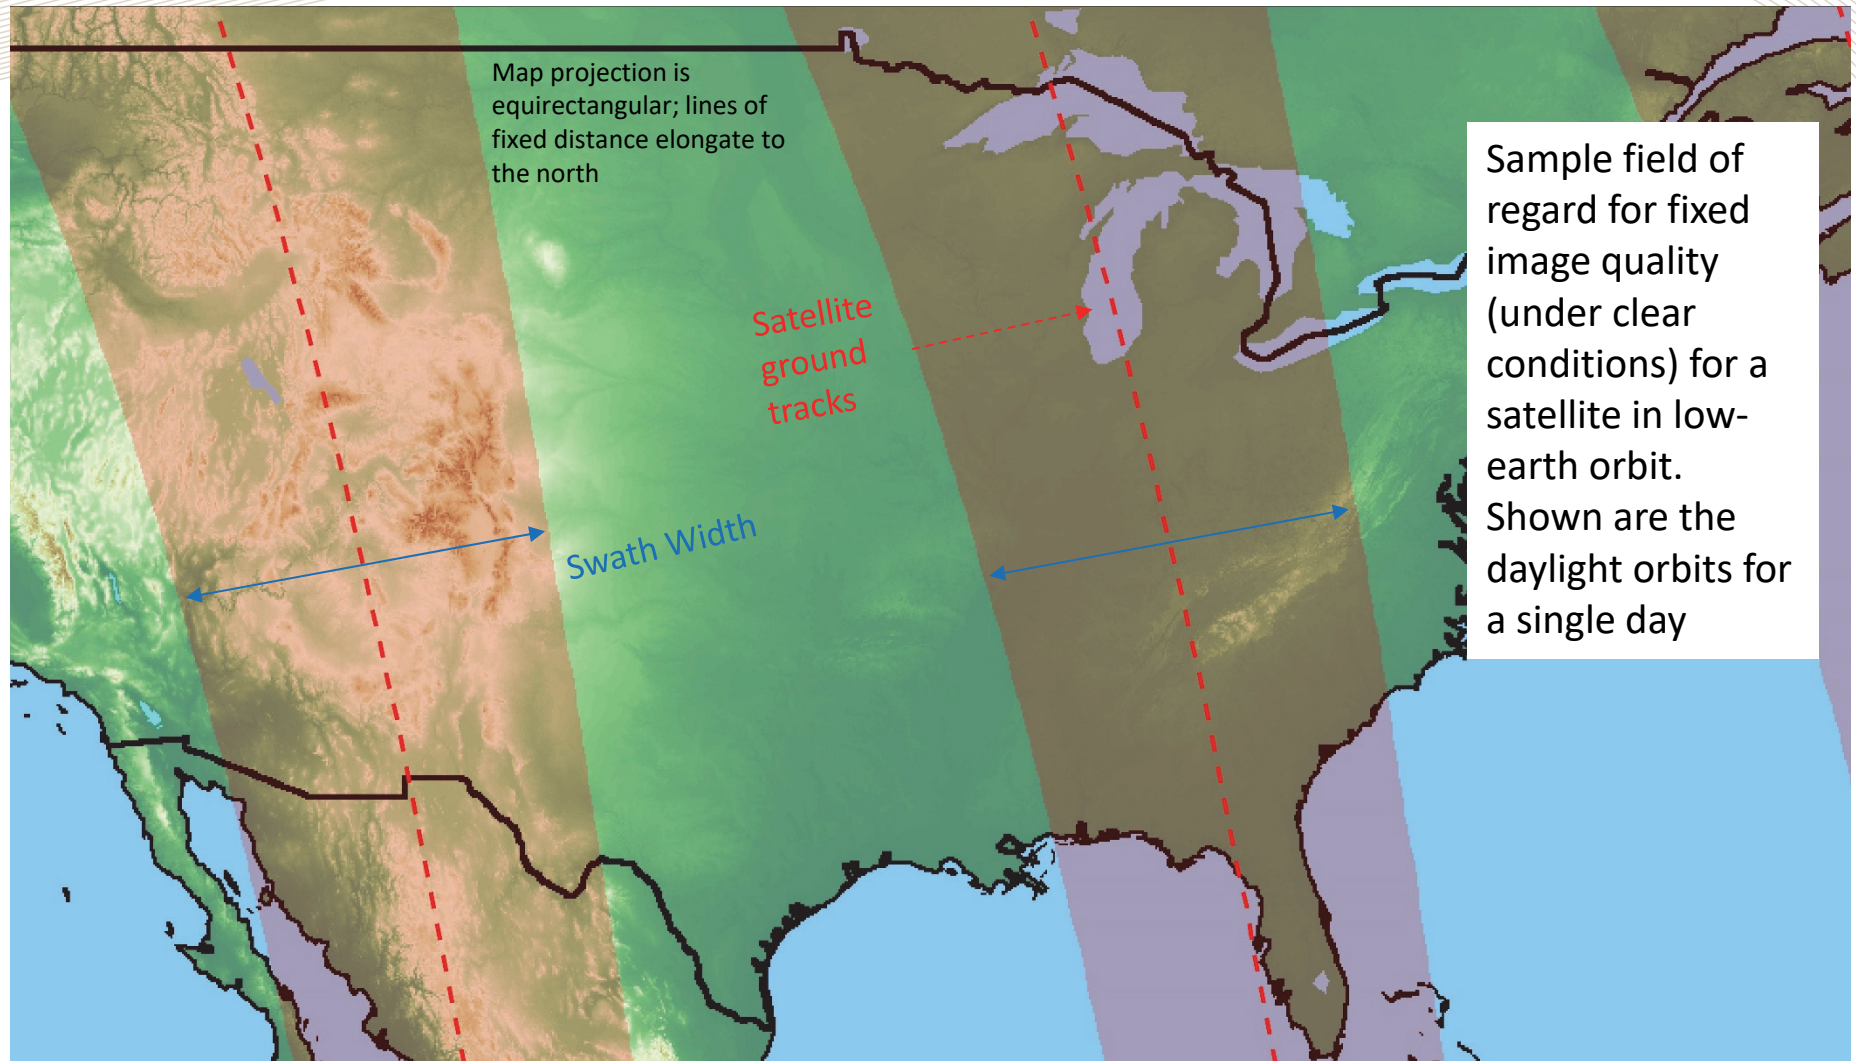 Map projection is
equirectangular; lines of
fixed distance elongate to
the north
Sample field of
regard for fixed
image quality
(under clear
conditions) for a
satellite in low-
earth orbit.
Shown are the
daylight orbits for
a single day
Satellite
ground
tracks
Swath Width